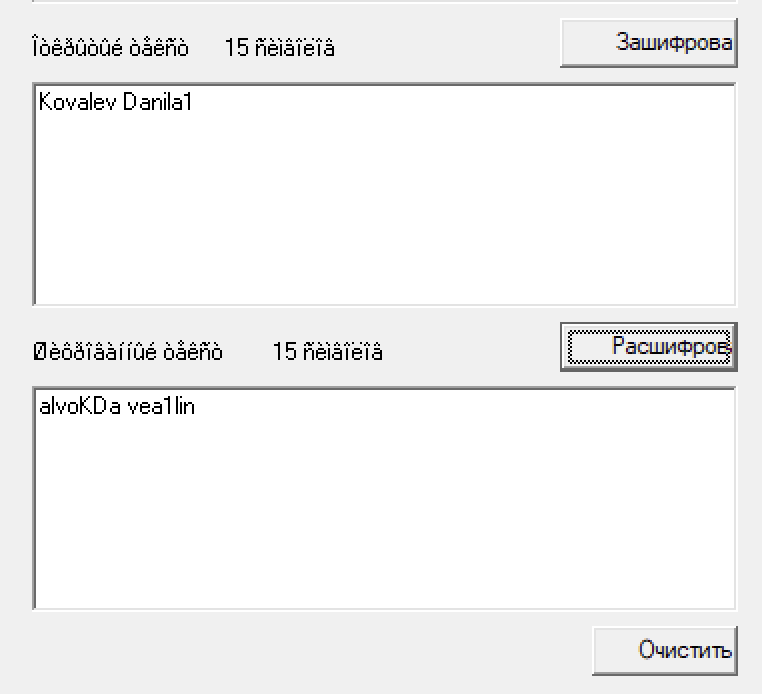 Îòêðûòûé òåêñò 15 ñèìâîëîâ
Зашифрова
Kovalev Danila1
Øèôðîâàííûé òåêñò 15 ñèìâîëîâ
Расшифров
alvoKDa vea1lin
Очистить